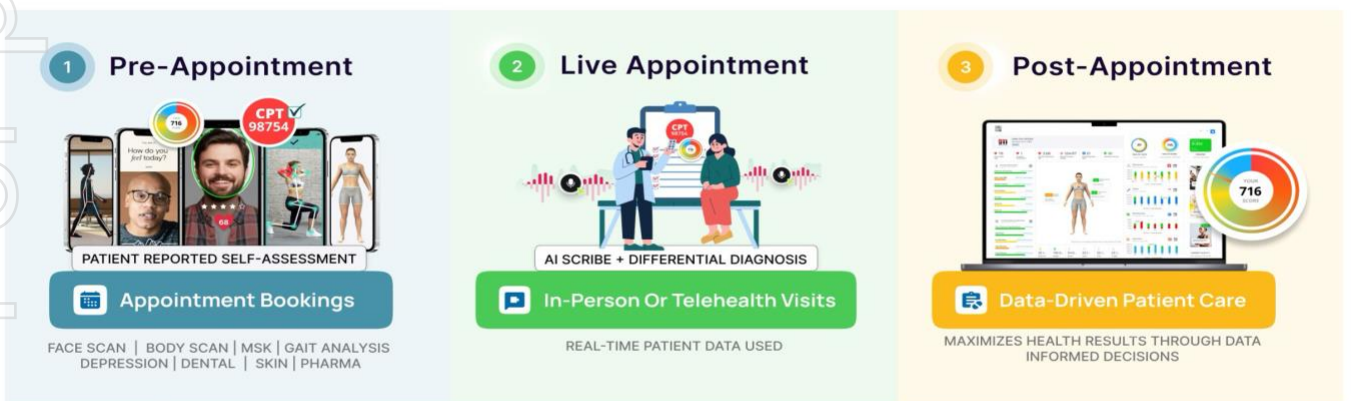 1
Pre-Appointment
716
CPT
98754
How do you
feel today?
68
PATIENT REPORTED SELF-ASSESSMENT
Appointment Bookings
FACE SCAN | BODY SCAN | MSK | GAIT ANALYSIS
DEPRESSION | DENTAL | SKIN | PHARMA
2
Live Appointment
CPT
98754
AI SCRIBE + DIFFERENTIAL DIAGNOSIS
In-Person Or Telehealth Visits
REAL-TIME PATIENT DATA USED
3
Post-Appointment
YOUR
716
SCORE
Data-Driven Patient Care
MAXIMIZES HEALTH RESULTS THROUGH DATA
INFORMED DECISIONS